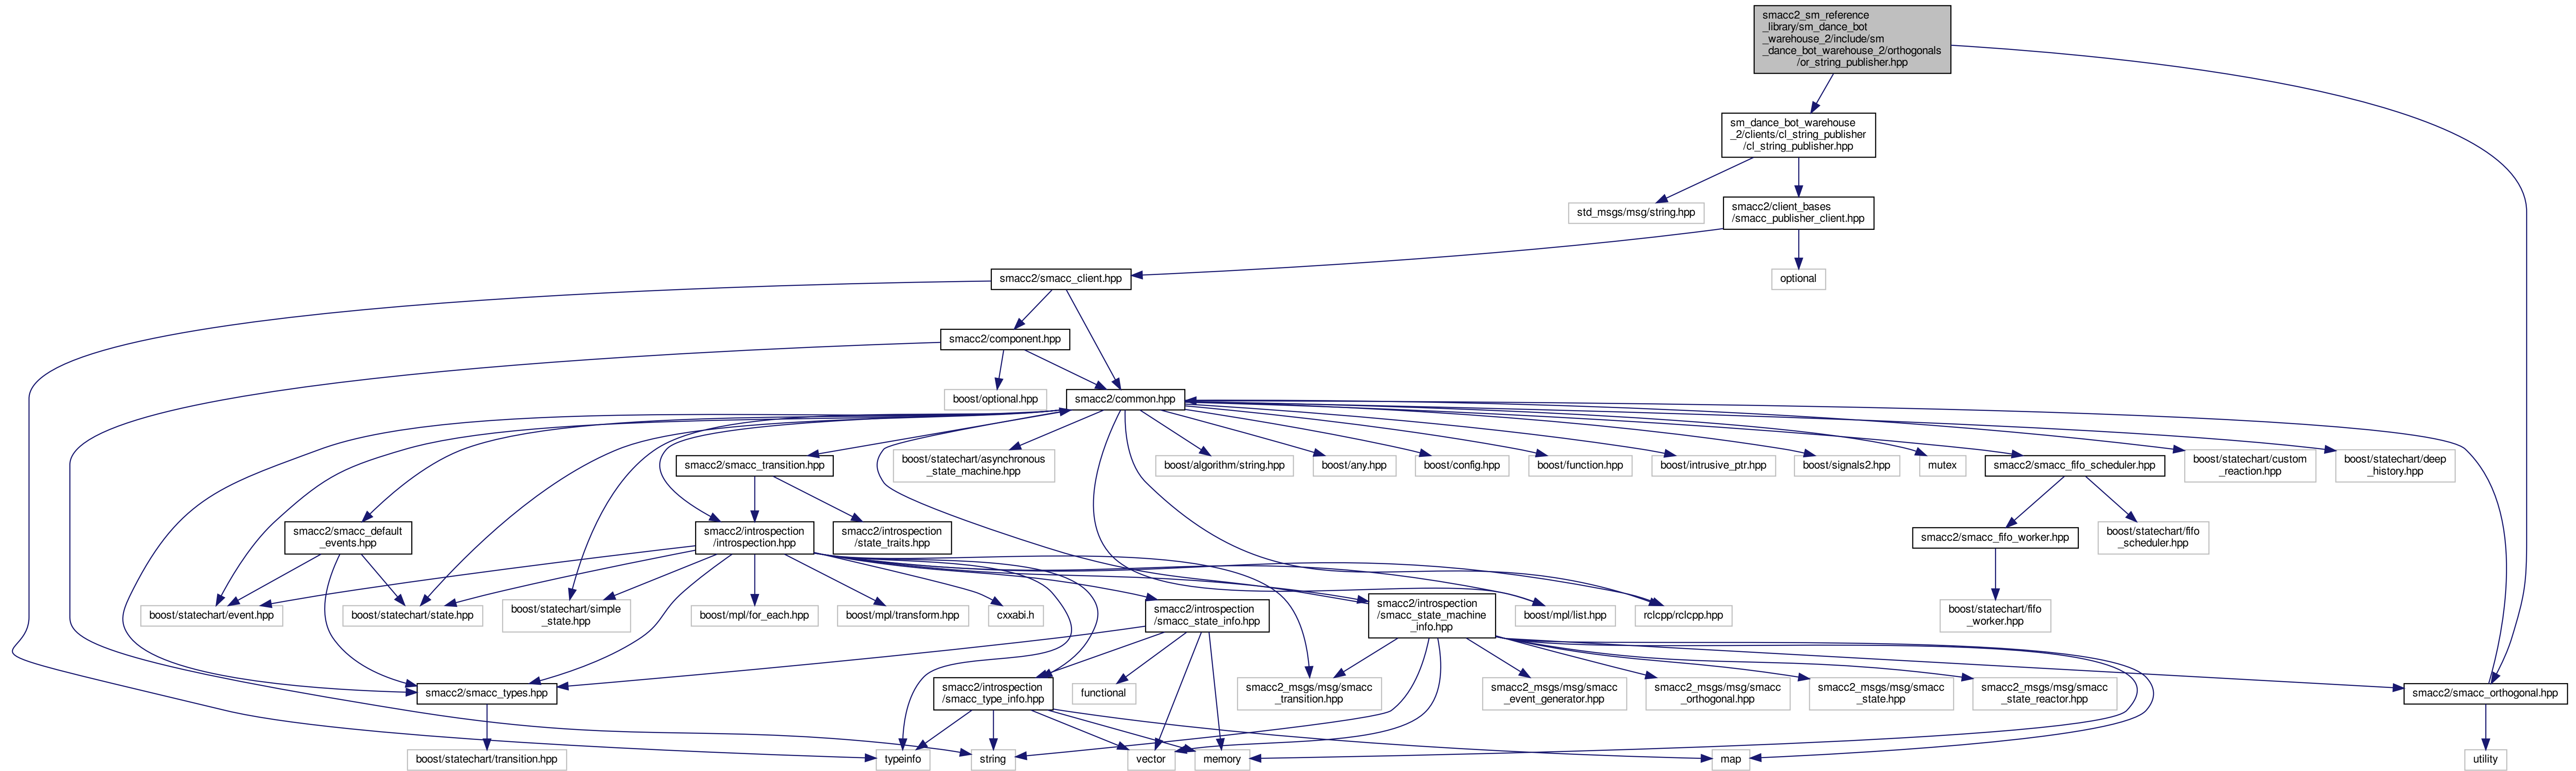 smacc2_sm_reference
_library/sm_dance_bot
_warehouse_2/include/sm
_dance_bot_warehouse_2/orthogonals
/or_string_publisher.hpp
sm_dance_bot_warehouse
_2/clients/cl_string_publisher
/cl_string_publisher.hpp
std_msgs/msg/string.hpp
smacc2/client_bases
/smacc_publisher_client.hpp
smacc2/smacc_client.hpp
optional
smacc2/component.hpp
boost/optional.hpp
smacc2/common.hpp
smacc2/smacc_transition.hpp
boost/statechart/asynchronous
_state_machine.hpp
boost/algorithm/string.hpp
boost/any.hpp
boost/config.hpp
boost/function.hpp
boost/intrusive_ptr.hpp
boost/signals2.hpp
mutex
smacc2/smacc_fifo_scheduler.hpp
boost/statechart/custom
_reaction.hpp
boost/statechart/deep
_history.hpp
smacc2/smacc_default
_events.hpp
smacc2/introspection
/introspection.hpp
smacc2/introspection
/state_traits.hpp
smacc2/smacc_fifo_worker.hpp
boost/statechart/fifo
_scheduler.hpp
boost/statechart/event.hpp
boost/statechart/state.hpp
boost/statechart/simple
_state.hpp
boost/mpl/for_each.hpp
boost/mpl/transform.hpp
cxxabi.h
smacc2/introspection
/smacc_state_info.hpp
smacc2/introspection
/smacc_state_machine
_info.hpp
boost/mpl/list.hpp
rclcpp/rclcpp.hpp
boost/statechart/fifo
_worker.hpp
smacc2/smacc_types.hpp
smacc2/introspection
/smacc_type_info.hpp
functional
smacc2_msgs/msg/smacc
_transition.hpp
smacc2_msgs/msg/smacc
_event_generator.hpp
smacc2_msgs/msg/smacc
_orthogonal.hpp
smacc2_msgs/msg/smacc
_state.hpp
smacc2_msgs/msg/smacc
_state_reactor.hpp
smacc2/smacc_orthogonal.hpp
boost/statechart/transition.hpp
typeinfo
string
vector
memory
map
utility